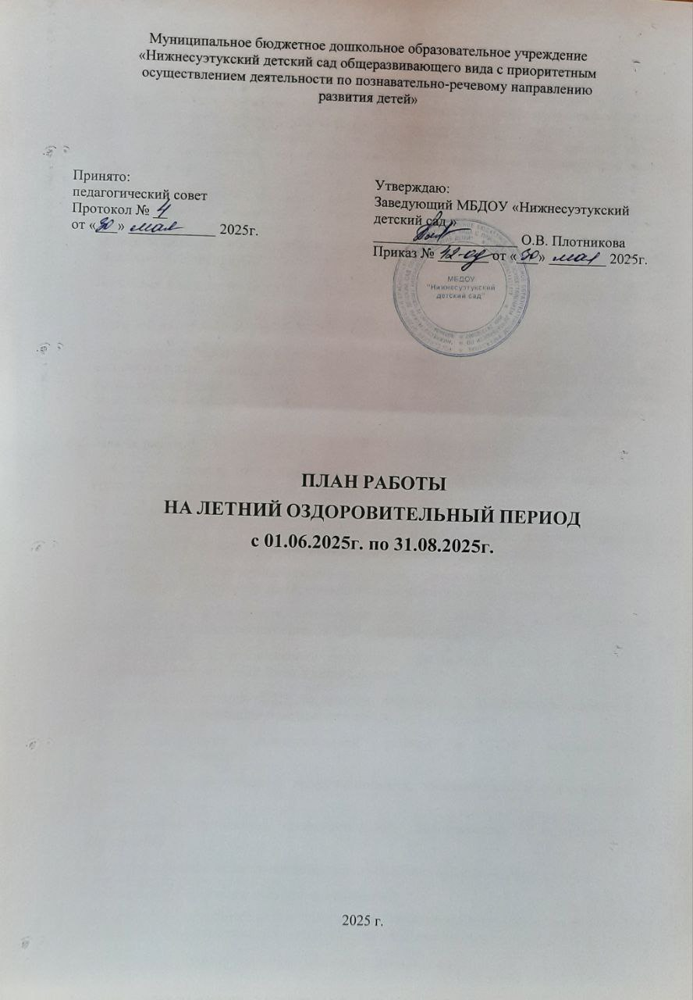 Муниципальное бюджетное дошкольное образовательное учреждение
«Нижнесуэтукский детский сад общеразвивающего вида с приоритетным
осуществлением деятельности по познавательно-речевому направлению
развития детей»
Принято:
педагогический совет
Протокол № 4
от «30» мая 2025г.
Утверждаю:
Заведующий МБДОУ «Нижнесуэтукский
детский сад»
О.В. Плотникова
Приказ № 42-од от «30» мая 2025г.
МБДОУ
"Нижнесуэтукский
детский сад"
ПЛАН РАБОТЫ
НА ЛЕТНИЙ ОЗДОРОВИТЕЛЬНЫЙ ПЕРИОД
с 01.06.2025г. по 31.08.2025г.
2025 г.